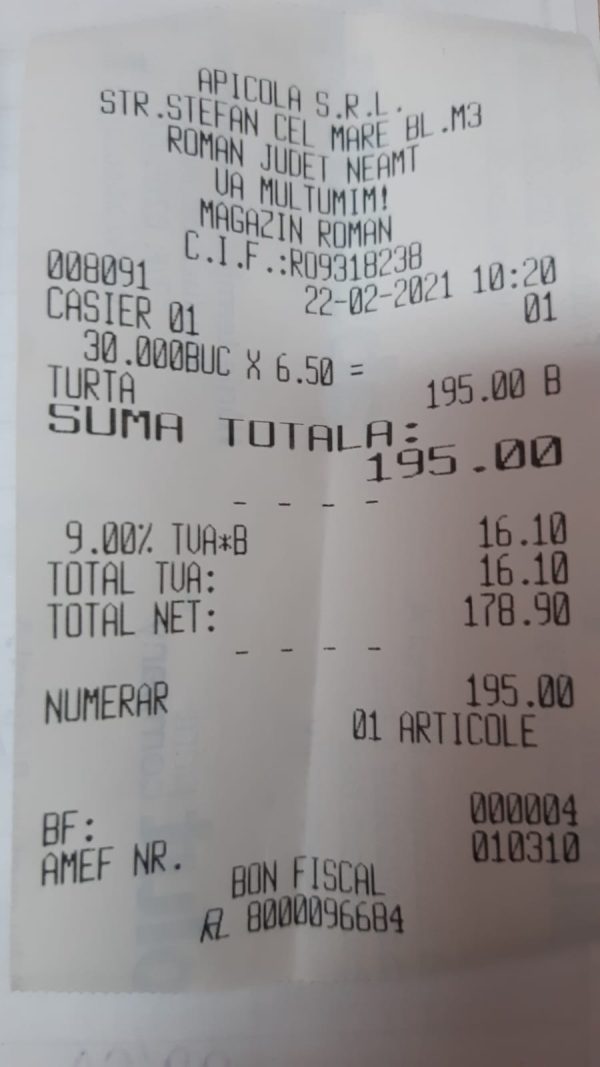 APICOLA S.R.L.
STR.STEFAN CEL MARE BL.M3
ROMAN JUDET NEAMT
VA MULTUMIM!
MAGAZIN ROMAN
C.I.F.:RO9318238
008091 22-02-2021 10:20
CASIER 01 01
30.000BUC X 6.50 =
TURTA 195.00 B
SUMA TOTALA:
195.00
- - - -
9.00% TVA*B 16.10
TOTAL TVA: 16.10
TOTAL NET: 178.90
- - - -
NUMERAR 195.00
01 ARTICOLE
BF: 000004
AMEF NR. 010310
BON FISCAL
8000096684